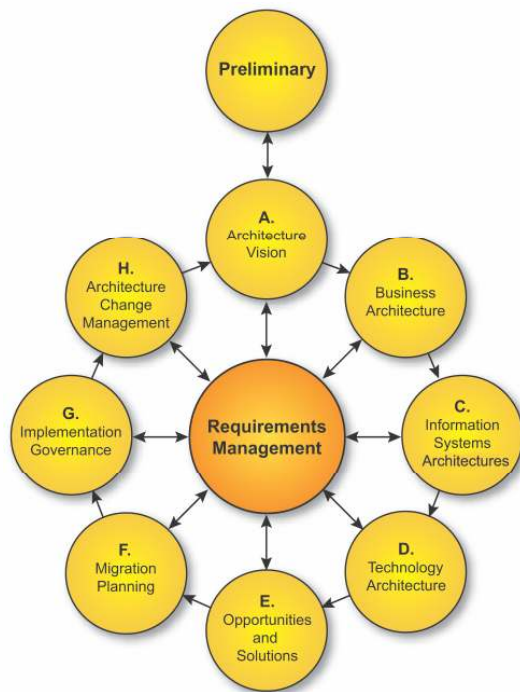 Preliminary
A.
Architecture
Vision
B.
Business
Architecture
C.
Information
Systems
Architectures
D.
Technology
Architecture
E.
Opportunities
and
Solutions
F.
Migration
Planning
G.
Implementation
Governance
H.
Architecture
Change
Management
Requirements
Management